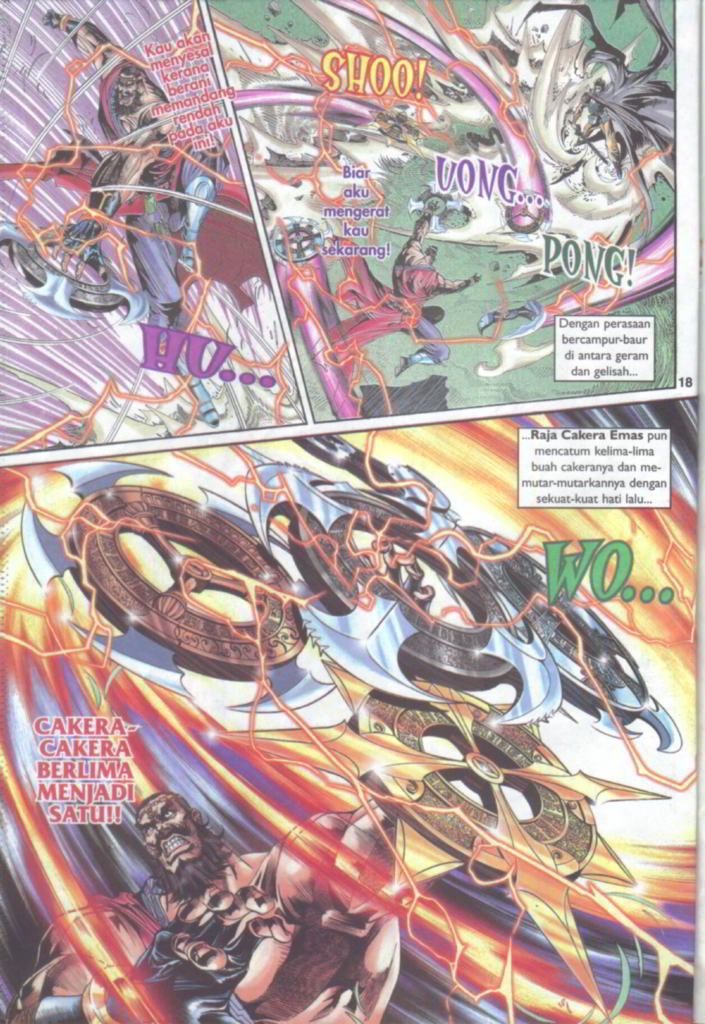 Kau akan
menyesal
kerana
berani
memandang
rendah
pada aku
ini!
HU...
SHOO!
Biar
aku
mengerat
kau
sekarang!
UONG....
PONG!
Dengan perasaan
bercampur-baur
di antara geram
dan gelisah...
18
...Raja Cakera Emas pun
mencatum kelima-lima
buah cakeranya dan me-
mutar-mutarkannya dengan
sekuat-kuat hati lalu...
WO...
CAKERA-
CAKERA
BERLIMA
MENJADI
SATU!!